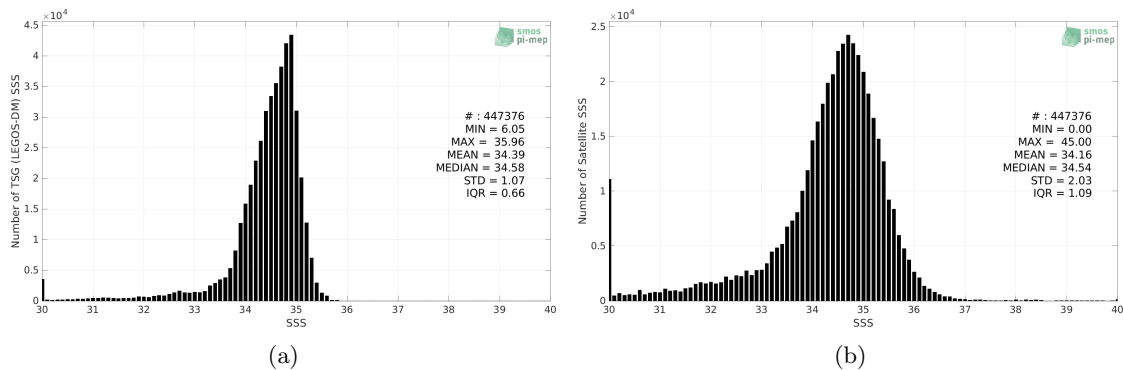 ×10⁴
4.5
4
3.5
3
2.5
2
1.5
1
0.5
0
Number of TSG (LEGOS-DM) SSS
smos
pi-mep
# : 447376
MIN = 6.05
MAX = 35.96
MEAN = 34.39
MEDIAN = 34.58
STD = 1.07
IQR = 0.66
30 31 32 33 34 35 36 37 38 39 40
SSS
(a)
×10⁴
2.5
2
1.5
1
0.5
0
Number of Satellite SSS
smos
pi-mep
# : 447376
MIN = 0.00
MAX = 45.00
MEAN = 34.16
MEDIAN = 34.54
STD = 2.03
IQR = 1.09
30 31 32 33 34 35 36 37 38 39 40
SSS
(b)